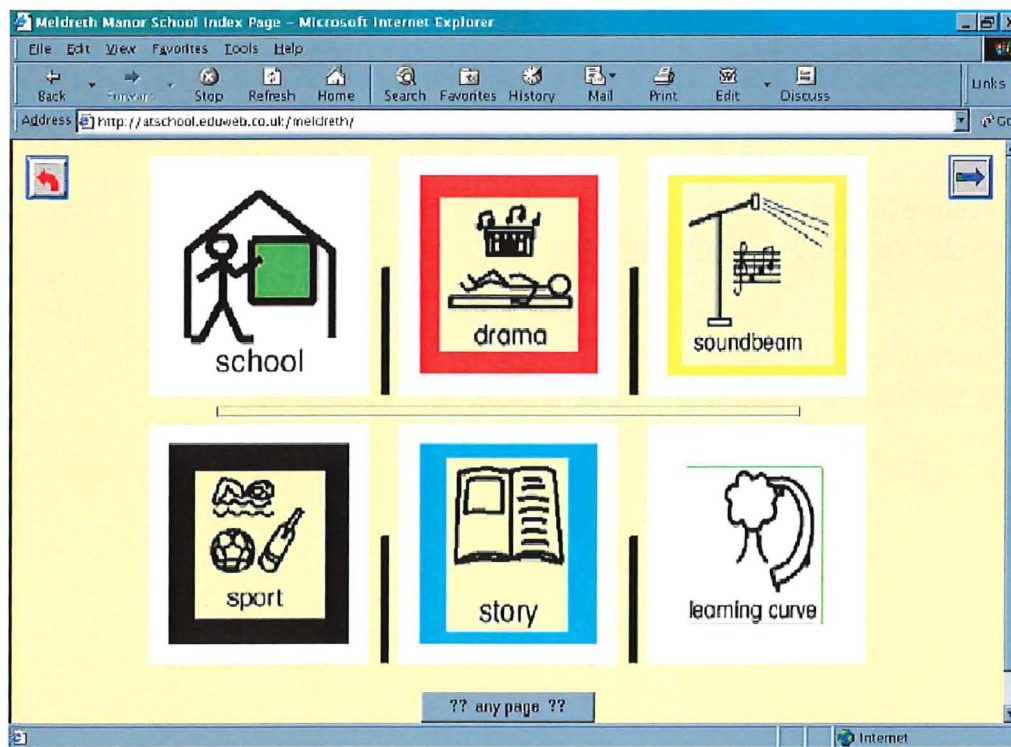 Meldreth Manor School Index Page – Microsoft Internet Explorer
File Edit View Favorites Tools Help
Back Forward Stop Refresh Home Search Favorites History Mail Print Edit Discuss Links
Address http://atschool.eduweb.co.uk/meldreth/ Go
school
drama
soundbeam
sport
story
learning curve
?? any page ??
Internet